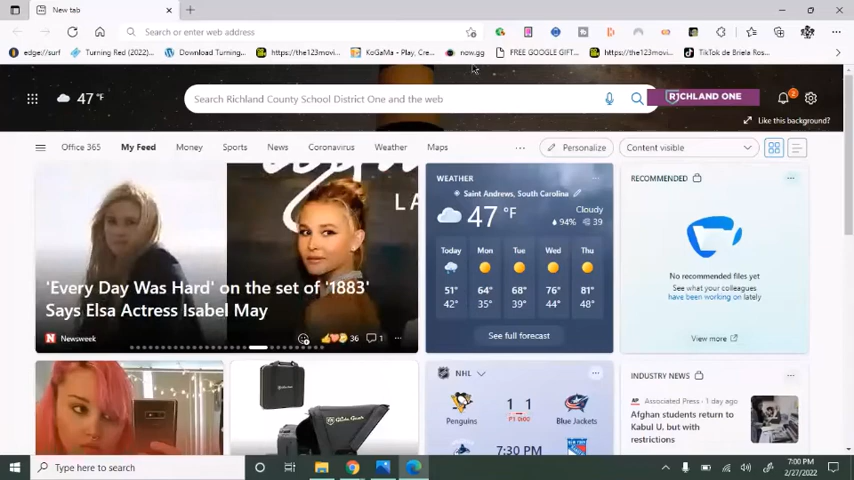 New tab
Search or enter web address
edge://surf
Turning Red (2022)...
Download Turning...
https://the123movi...
KoGaMa - Play, Cre...
now.gg
FREE GOOGLE GIFT...
https://the123movi...
TikTok de Briela Ros...
47 °F
Search Richland County School District One and the web
RICHLAND ONE
2
Like this background?
Office 365
My Feed
Money
Sports
News
Coronavirus
Weather
Maps
Personalize
Content visible
LA
'Every Day Was Hard' on the set of '1883'
Says Elsa Actress Isabel May
Newsweek
36
1
WEATHER
Saint Andrews, South Carolina
47 °F
Cloudy
94%
39
Today Mon Tue Wed Thu
51° 64° 68° 76° 81°
42° 35° 39° 44° 48°
See full forecast
RECOMMENDED
No recommended files yet
See what your colleagues
have been working on lately
View more
NHL
Penguins
1 1
Blue Jackets
7:30 PM
INDUSTRY NEWS
Associated Press · 1 day ago
Afghan students return to
Kabul U. but with
restrictions
Type here to search
7:00 PM
2/27/2022